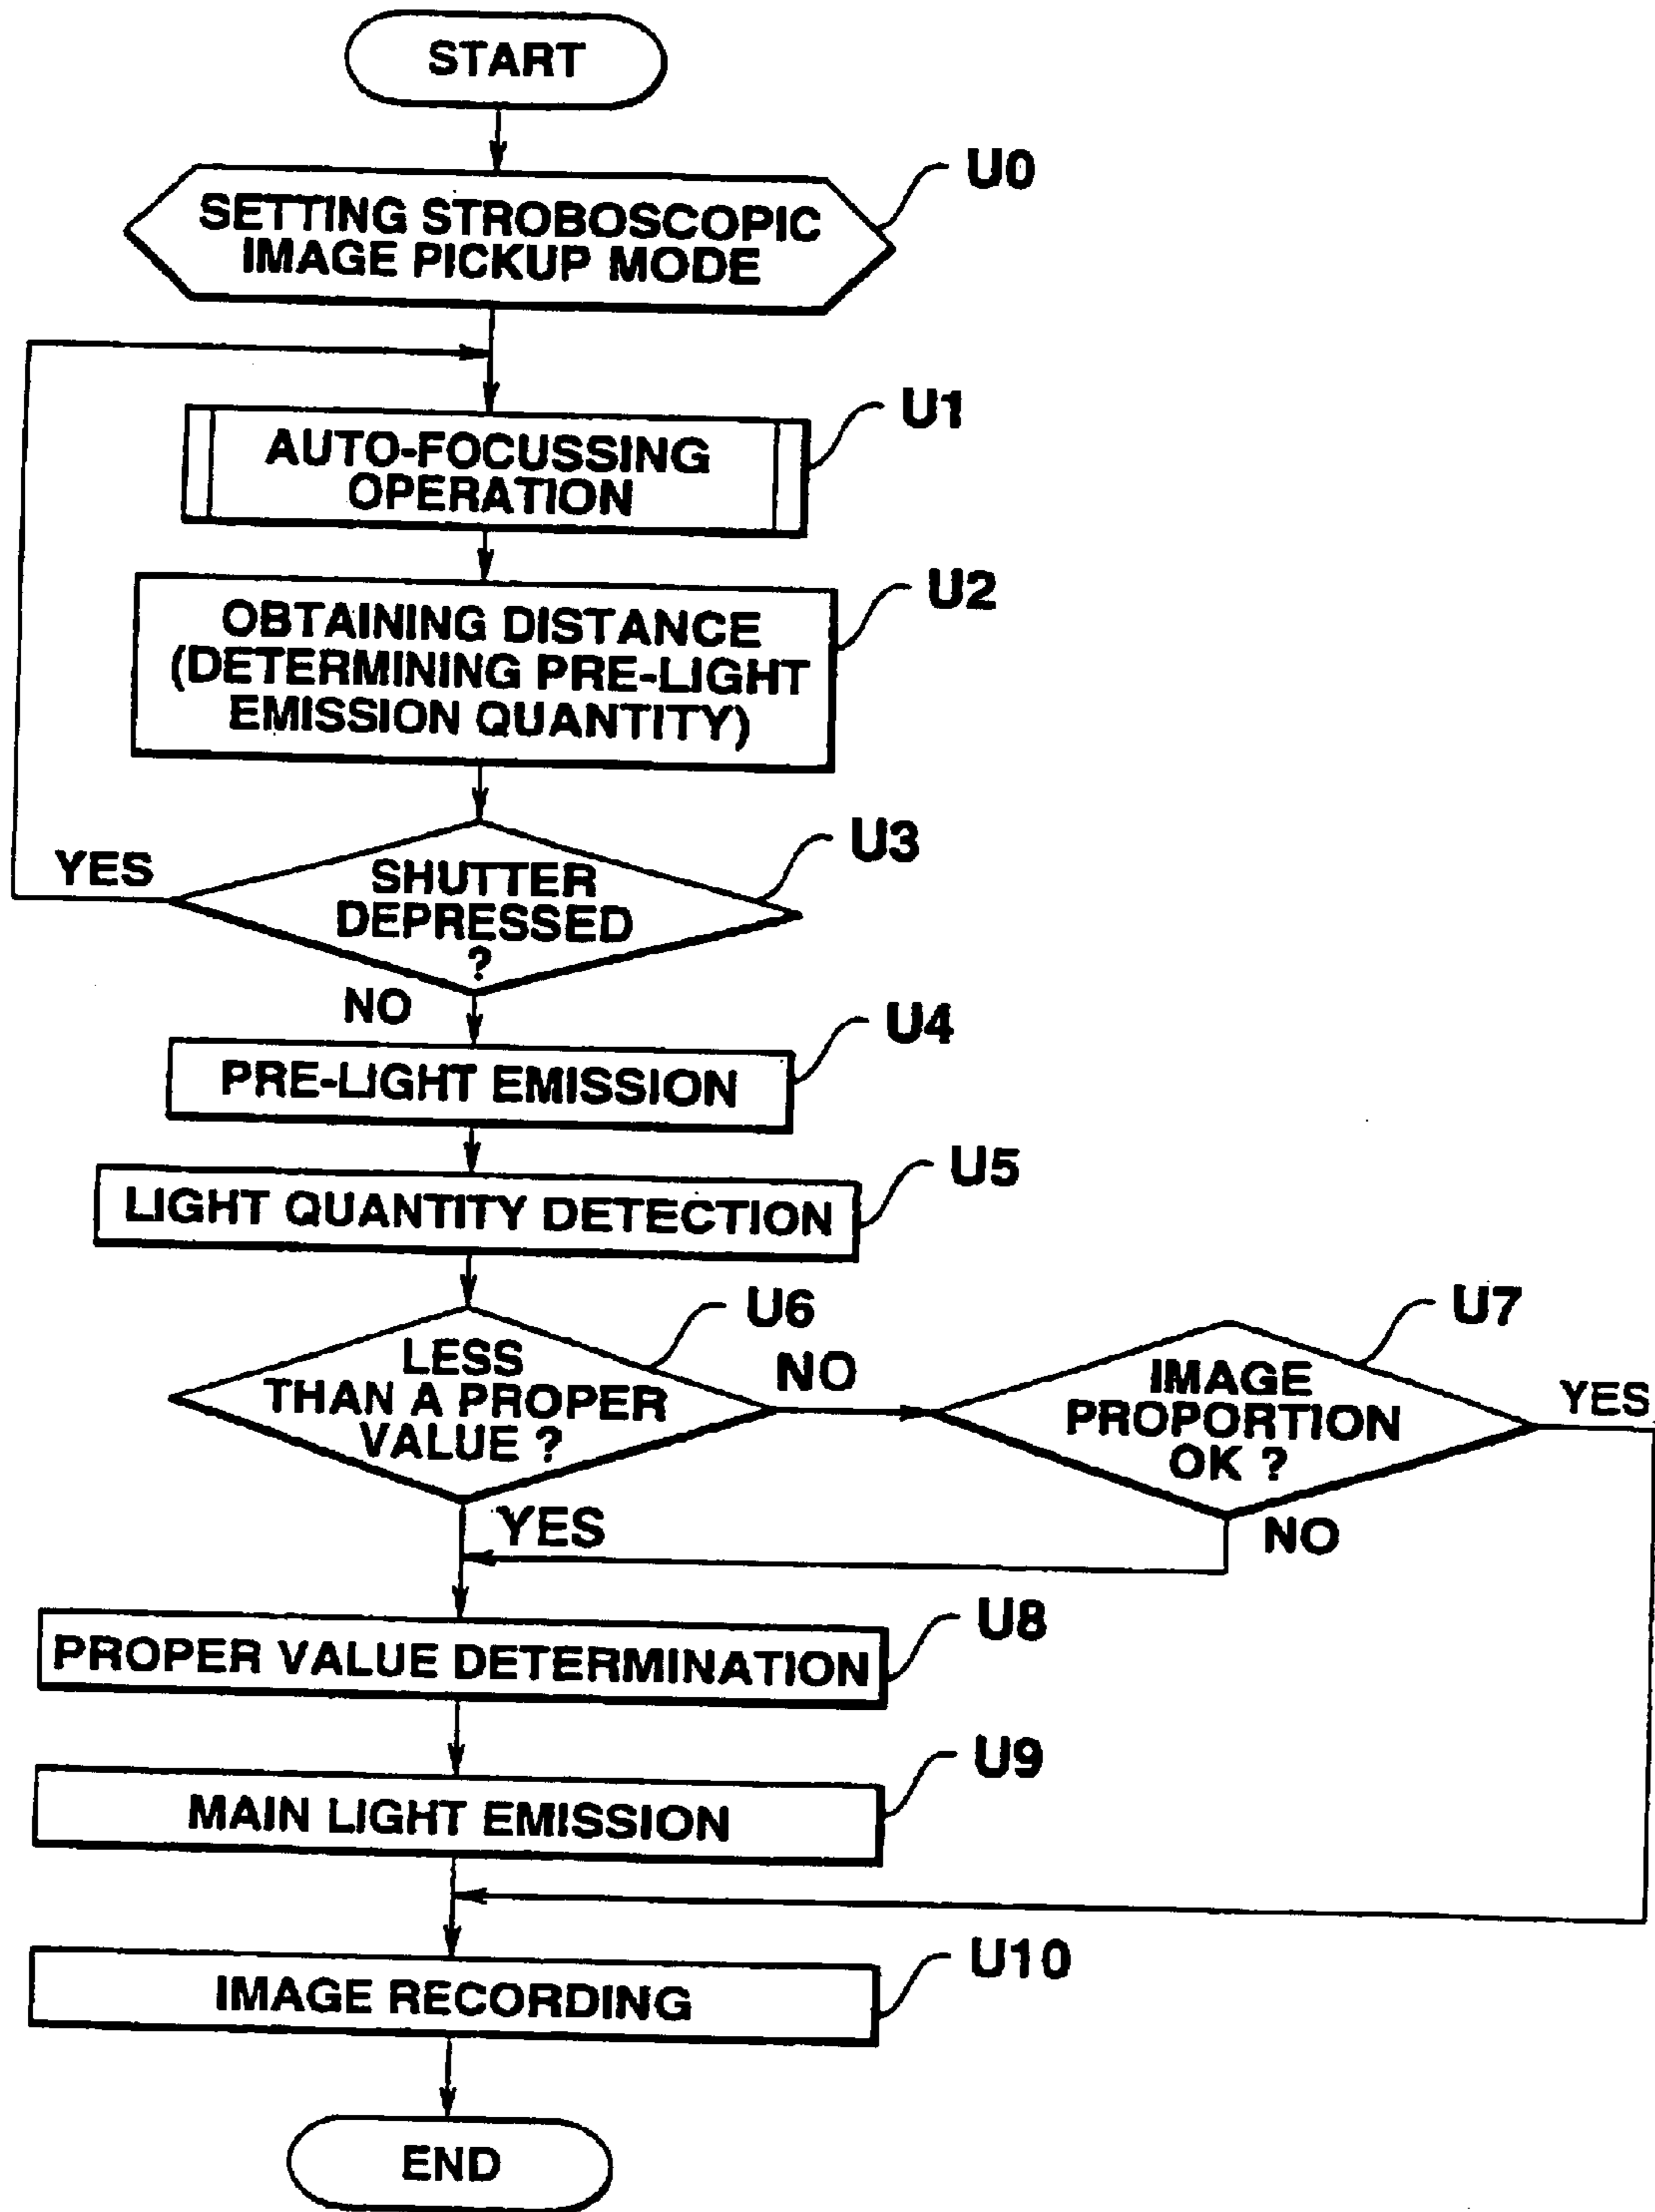 START
U0
SETTING STROBOSCOPIC
IMAGE PICKUP MODE
U1
AUTO-FOCUSSING
OPERATION
U2
OBTAINING DISTANCE
(DETERMINING PRE-LIGHT
EMISSION QUANTITY)
U3
YES
SHUTTER
DEPRESSED
?
NO
U4
PRE-LIGHT EMISSION
U5
LIGHT QUANTITY DETECTION
U6
LESS
THAN A PROPER
VALUE ?
NO
U7
IMAGE
PROPORTION
OK ?
YES
YES
NO
U8
PROPER VALUE DETERMINATION
U9
MAIN LIGHT EMISSION
U10
IMAGE RECORDING
END